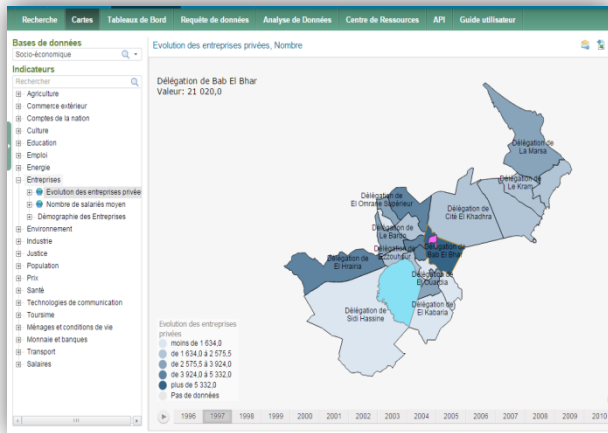 Recherche Cartes Tableaux de Bord Requête de données Analyse de Données Centre de Ressources API Guide utilisateur
Bases de données
Socio-économique
Indicateurs
Rechercher
Agriculture
Commerce extérieur
Comptes de la nation
Culture
Education
Emploi
Energie
Entreprises
Evolution des entreprises privée
Nombre de salariés moyen
Démographie des Entreprises
Environnement
Industrie
Justice
Population
Prix
Santé
Technologies de communication
Toursime
Ménages et conditions de vie
Monnaie et banques
Transport
Salaires
Evolution des entreprises privées, Nombre
Délégation de Bab El Bhar
Valeur: 21 020,0
Délégation de
La Marsa
Délégation de
Le Kram
Délégation de
El Omrane Supérieur
Délégation de
Cité El Khadhra
Délégation de
Le Bardo
Délégation de
Ezzouhour
Délégation de
Bab El Bhar
Délégation de
El Hrairia
Délégation de
El Ouardia
Délégation de
Sidi Hassine
Délégation de
El Kabaria
Evolution des entreprises
privées
moins de 1 634,0
de 1 634,0 à 2 575,5
de 2 575,5 à 3 924,0
de 3 924,0 à 5 332,0
plus de 5 332,0
Pas de données
1996 1997 1998 1999 2000 2001 2002 2003 2004 2005 2006 2007 2008 2009 2010